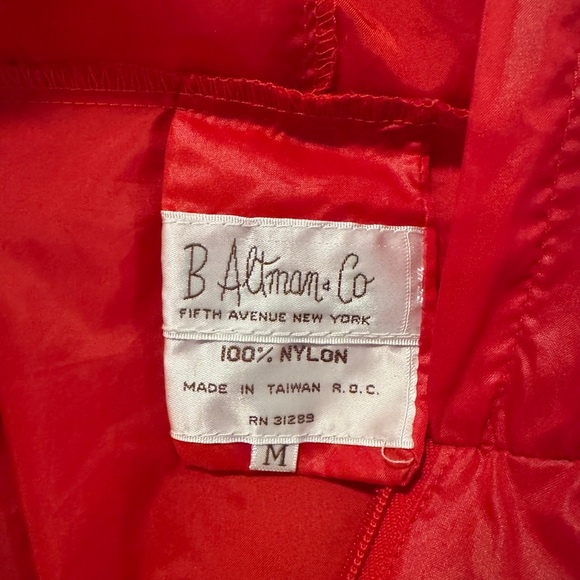 B Altman & Co
FIFTH AVENUE NEW YORK
100% NYLON
MADE IN TAIWAN R.O.C.
RN 31289
M